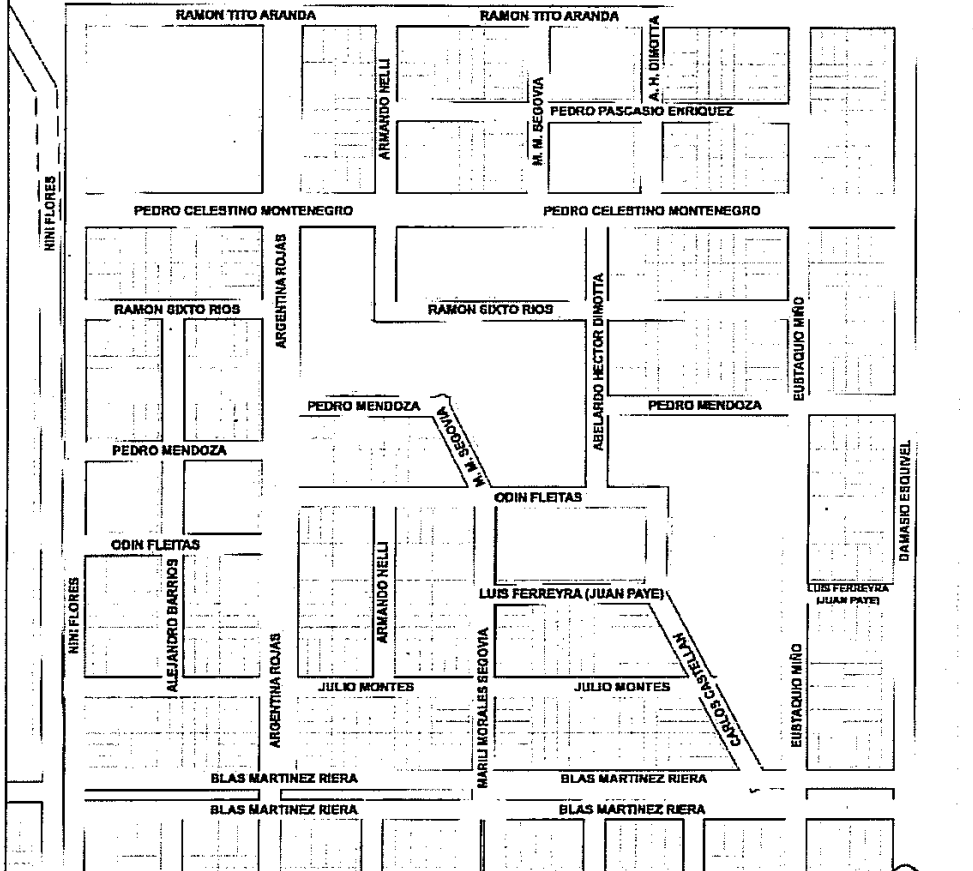 RAMON TITO ARANDA
RAMON TITO ARANDA
A. H. DIMOTTA
ARMANDO NELLI
M. M. SEGOVIA
PEDRO PASCASIO ENRIQUEZ
NINI FLORES
PEDRO CELESTINO MONTENEGRO
PEDRO CELESTINO MONTENEGRO
ARGENTINA ROJAS
RAMON SIXTO RIOS
RAMON SIXTO RIOS
ABELARDO HECTOR DIMOTTA
EUSTAQUIO MIÑO
PEDRO MENDOZA
M. M. SEGOVIA
PEDRO MENDOZA
PEDRO MENDOZA
DAMASIO ESQUIVEL
ODIN FLEITAS
ODIN FLEITAS
NINI FLORES
ALEJANDRO BARRIOS
ARMANDO NELLI
LUIS FERREYRA (JUAN PAYE)
LUIS FERREYRA
(JUAN PAYE)
ARGENTINA ROJAS
MARILI MORALES SEGOVIA
CARLOS CASTELLAN
EUSTAQUIO MIÑO
JULIO MONTES
JULIO MONTES
BLAS MARTINEZ RIERA
BLAS MARTINEZ RIERA
BLAS MARTINEZ RIERA
BLAS MARTINEZ RIERA